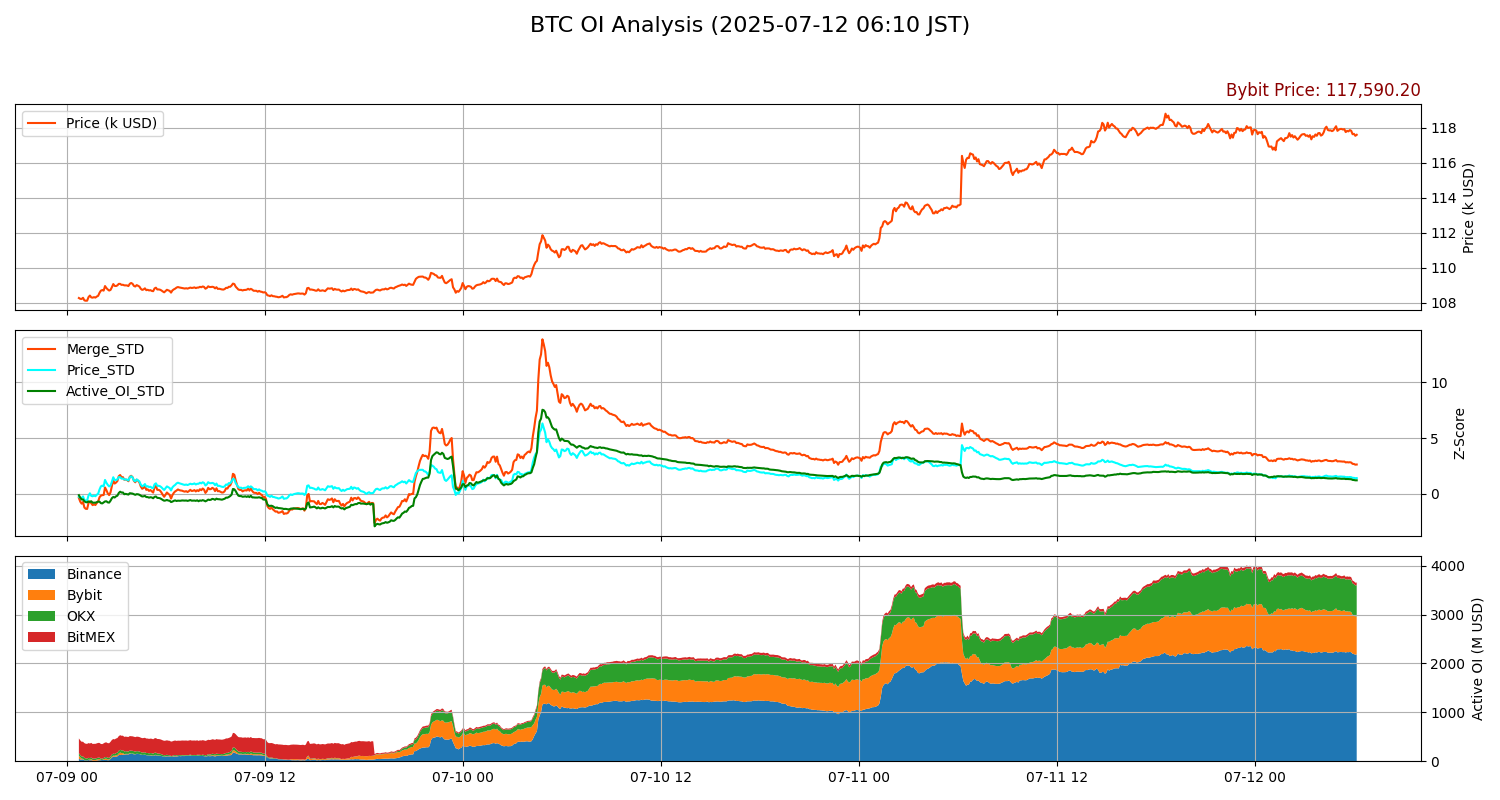 BTC OI Analysis (2025-07-12 06:10 JST)
Bybit Price: 117,590.20
Price (k USD)
118
116
114
112
110
108
Price (k USD)
Merge_STD
Price_STD
Active_OI_STD
10
5
0
Z-Score
Binance
Bybit
OKX
BitMEX
4000
3000
2000
1000
0
Active OI (M USD)
07-09 00
07-09 12
07-10 00
07-10 12
07-11 00
07-11 12
07-12 00